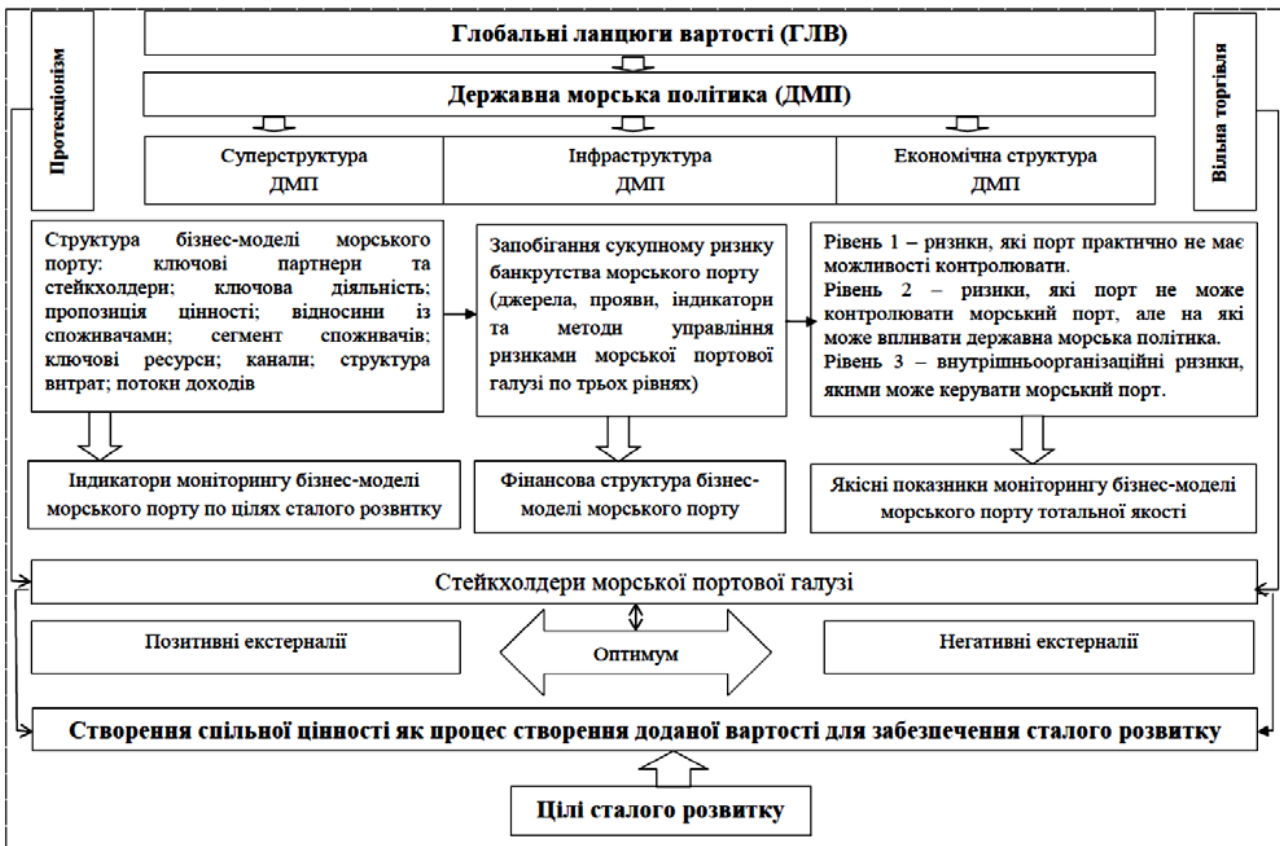 Глобальні ланцюги вартості (ГЛВ)
Державна морська політика (ДМП)
Протекціонізм
Вільна торгівля
Суперструктура
ДМП
Інфраструктура
ДМП
Економічна структура
ДМП
Структура бізнес-моделі морського
порту: ключові партнери та
стейкхолдери; ключова діяльність;
пропозиція цінності; відносини із
споживачами; сегмент споживачів;
ключові ресурси; канали; структура
витрат; потоки доходів
Запобігання сукупному ризику
банкрутства морського порту
(джерела, прояви, індикатори
та методи управління
ризиками морської портової
галузі по трьох рівнях)
Рівень 1 – ризики, які порт практично не має
можливості контролювати.
Рівень 2 – ризики, які порт не може
контролювати морський порт, але на які
може впливати державна морська політика.
Рівень 3 – внутрішньоорганізаційні ризики,
якими може керувати морський порт.
Індикатори моніторингу бізнес-моделі
морського порту по цілях сталого розвитку
Фінансова структура бізнес-
моделі морського порту
Якісні показники моніторингу бізнес-моделі
морського порту тотальної якості
Стейкхолдери морської портової галузі
Позитивні екстерналії
Оптимум
Негативні екстерналії
Створення спільної цінності як процес створення доданої вартості для забезпечення сталого розвитку
Цілі сталого розвитку